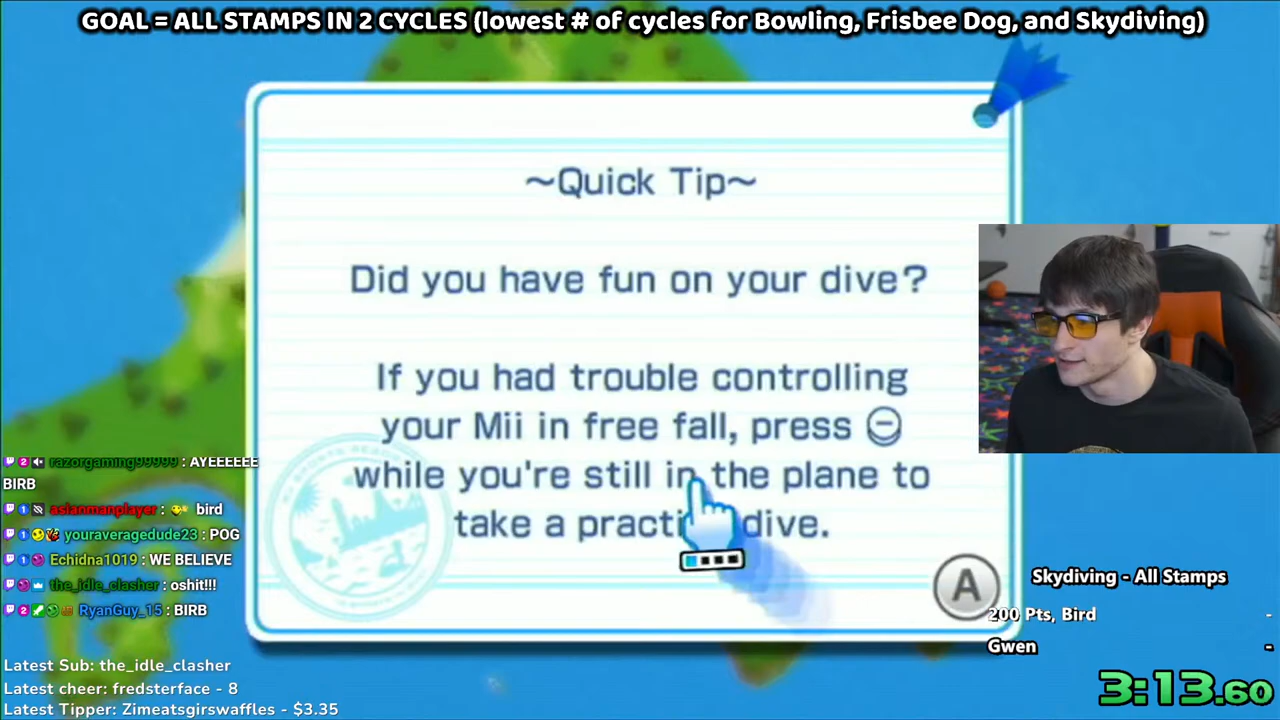 GOAL = ALL STAMPS IN 2 CYCLES (lowest # of cycles for Bowling, Frisbee Dog, and Skydiving)
~Quick Tip~
Did you have fun on your dive?
If you had trouble controlling
your Mii in free fall, press ⊖
while you're still in the plane to
take a practi dive.
A
razorgaming99999 : AYEEEEE
BIRB
asianmanplayer : bird
youraveragedude23 : POG
Echidna1019 : WE BELIEVE
the_idle_clasher : oshit!!!
RyanGuy_15 : BIRB
Latest Sub: the_idle_clasher
Latest cheer: fredsterface - 8
Latest Tipper: Zimeatsgirswaffles - $3.35
Skydiving - All Stamps
200 Pts, Bird -
Gwen -
3:13.60